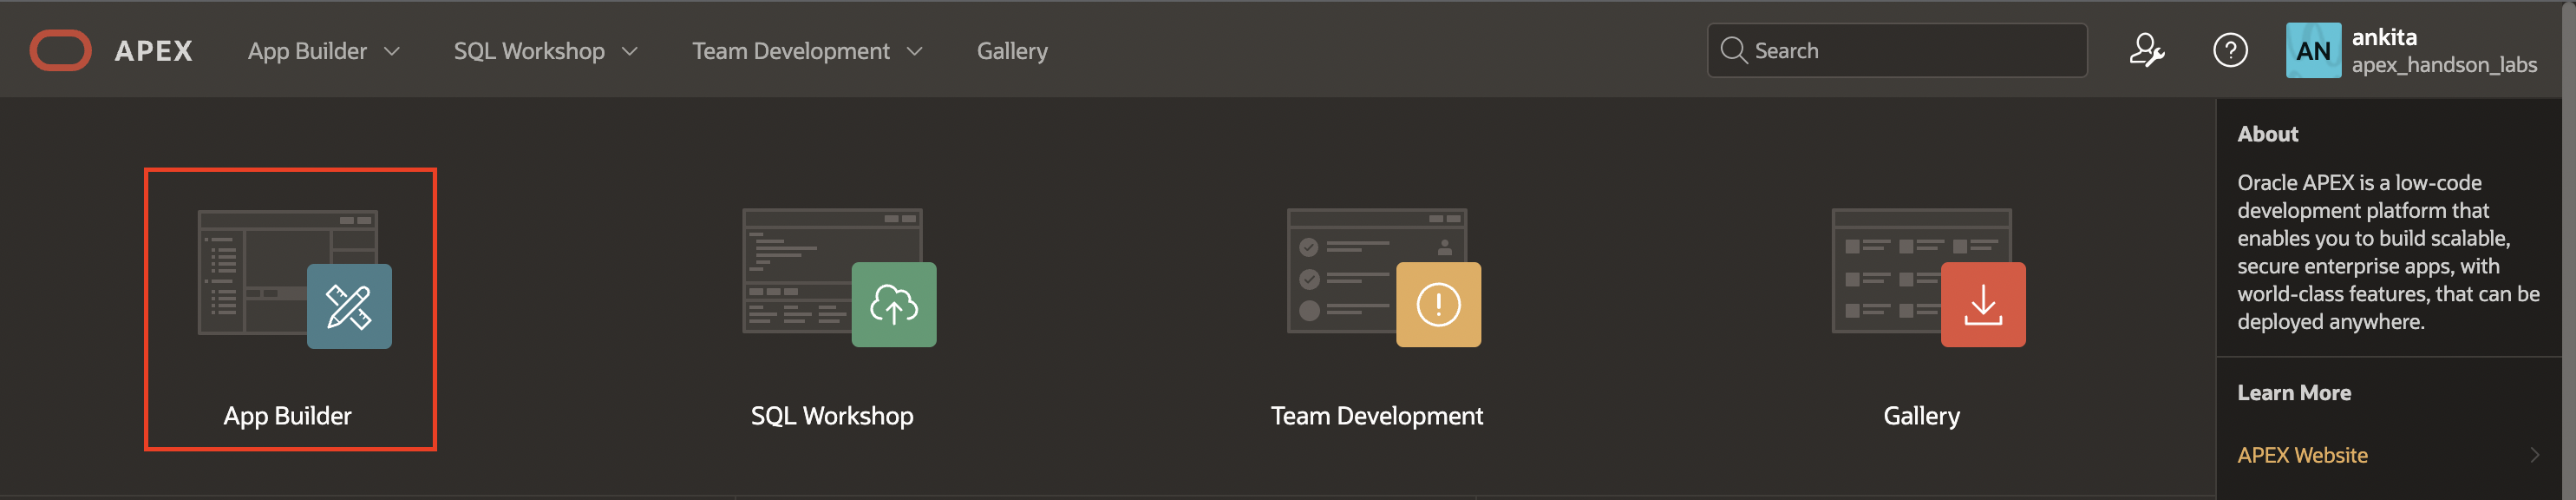 APEX App Builder SQL Workshop Team Development Gallery Search ? AN ankita
apex_handson_labs
About
Oracle APEX is a low-code
development platform that
enables you to build scalable,
secure enterprise apps, with
world-class features, that can be
deployed anywhere.
App Builder SQL Workshop Team Development Gallery
Learn More
APEX Website